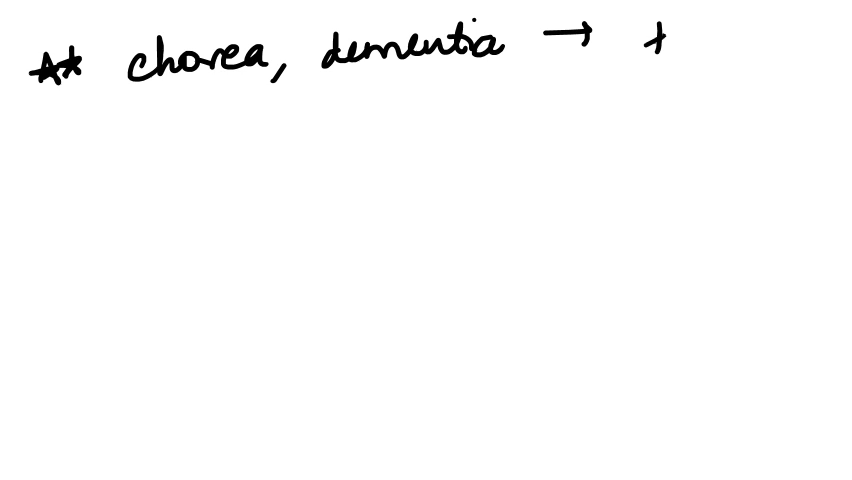 ** chorea, dementia → +